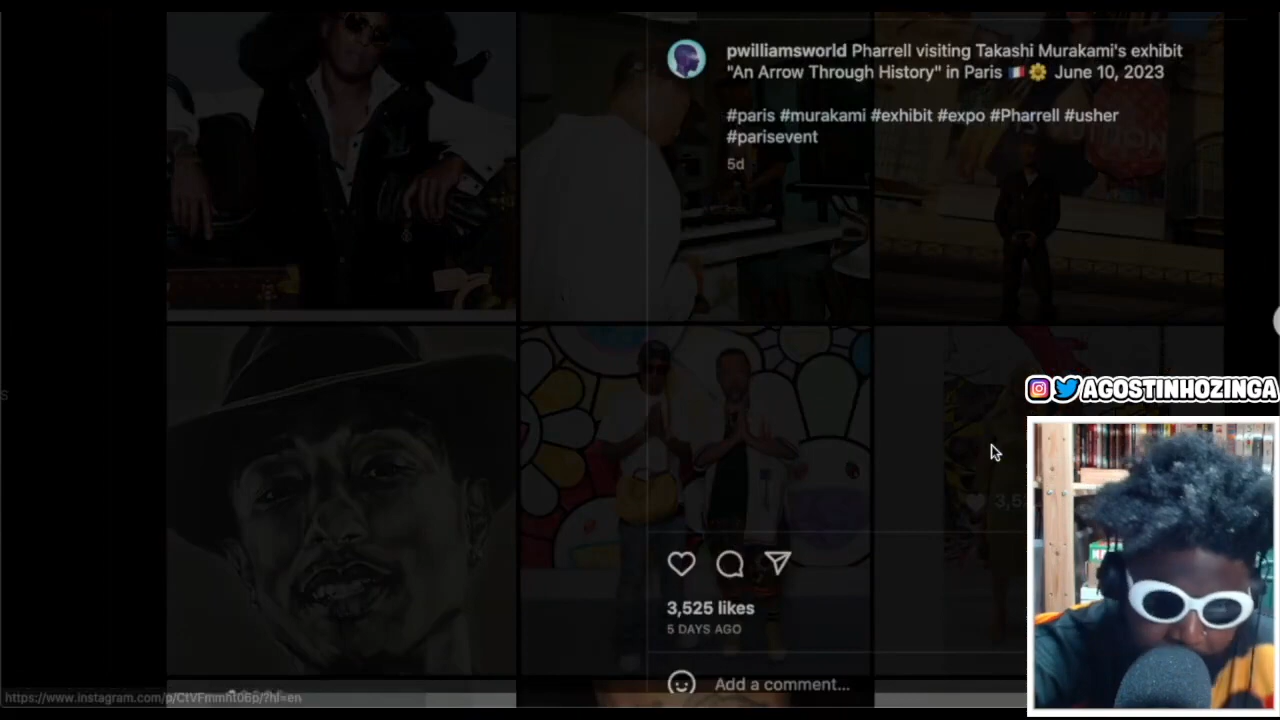 pwilliamsworld Pharrell visiting Takashi Murakami's exhibit
"An Arrow Through History" in Paris 🇫🇷🌼 June 10, 2023
#paris #murakami #exhibit #expo #Pharrell #usher
#parisevent
5d
AGOSTINHOZINGA
3,525 likes
5 DAYS AGO
Add a comment...